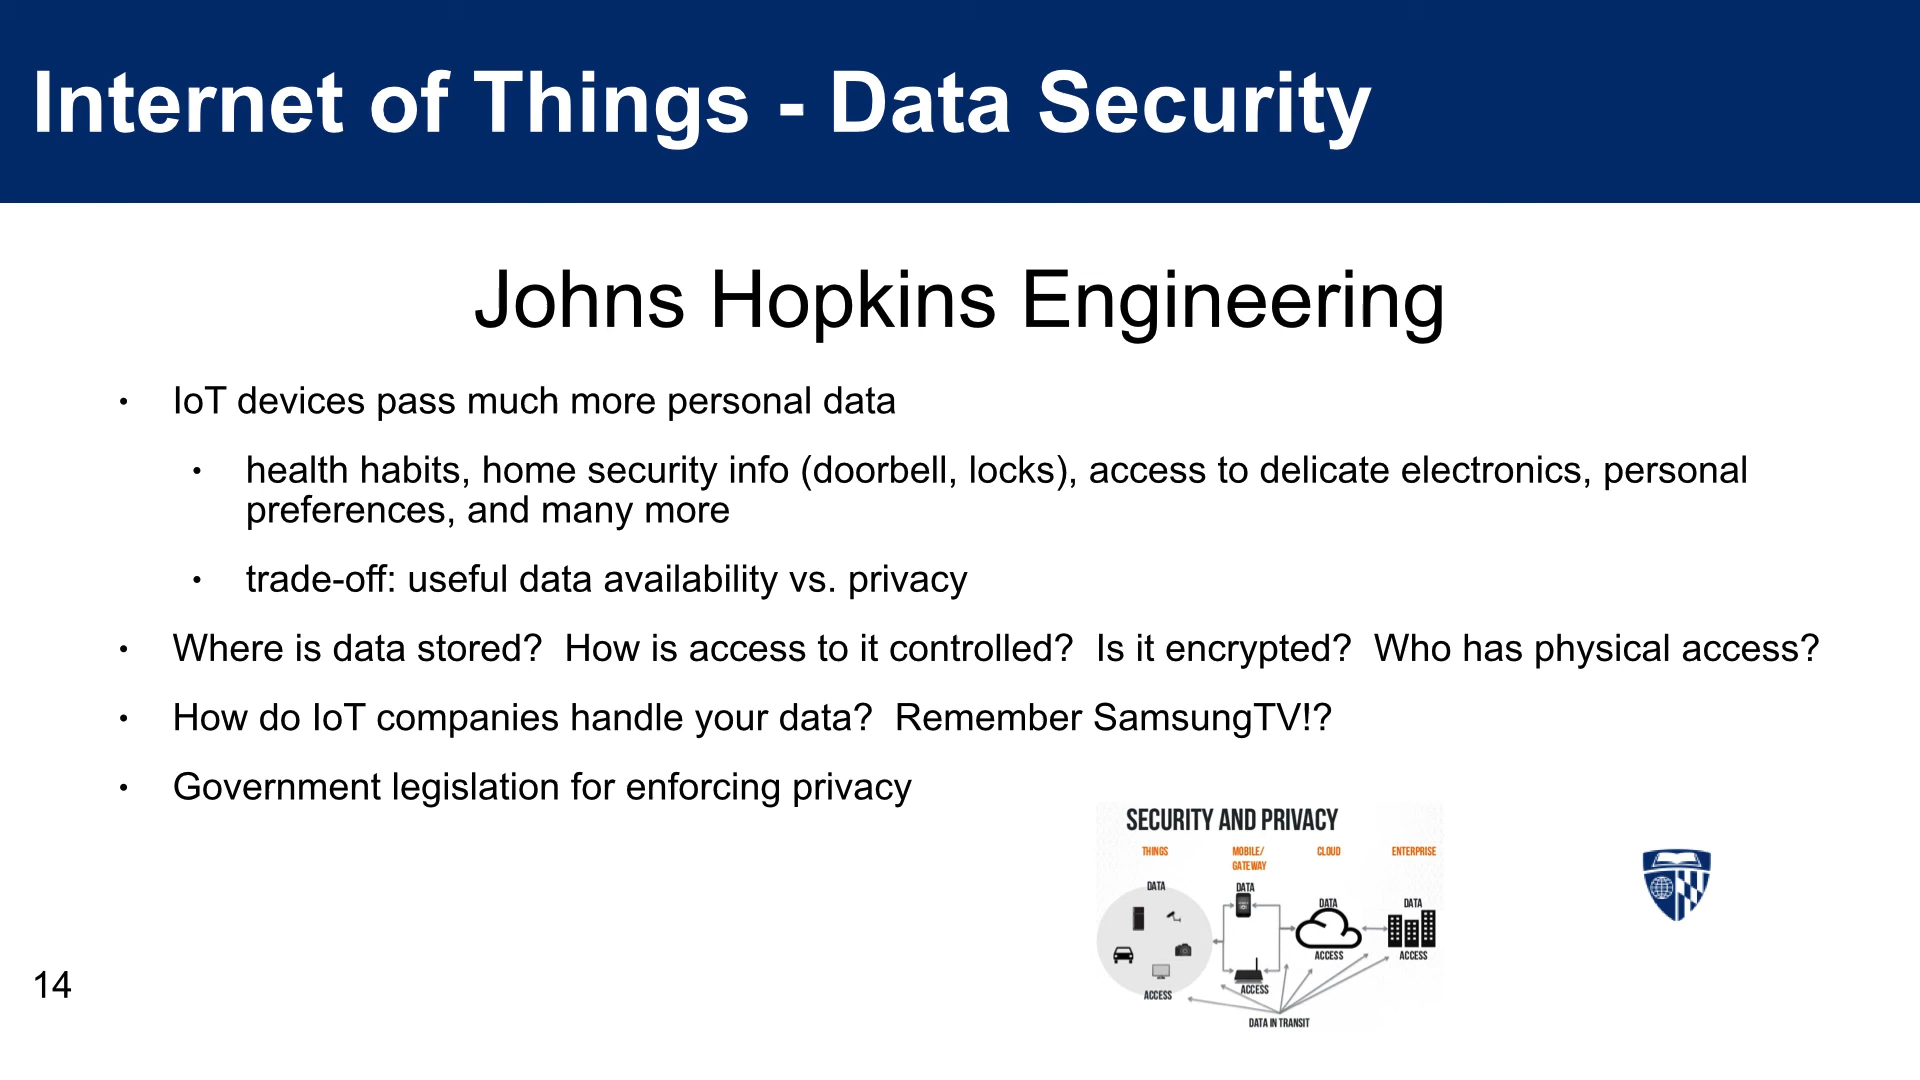 Internet of Things - Data Security
Johns Hopkins Engineering
• IoT devices pass much more personal data
• health habits, home security info (doorbell, locks), access to delicate electronics, personal
preferences, and many more
• trade-off: useful data availability vs. privacy
• Where is data stored?  How is access to it controlled?  Is it encrypted?  Who has physical access?
• How do IoT companies handle your data?  Remember SamsungTV!?
• Government legislation for enforcing privacy
SECURITY AND PRIVACY
THINGS MOBILE/ CLOUD ENTERPRISE
GATEWAY
DATA DATA
DATA DATA
ACCESS ACCESS
ACCESS ACCESS
DATA IN TRANSIT
14